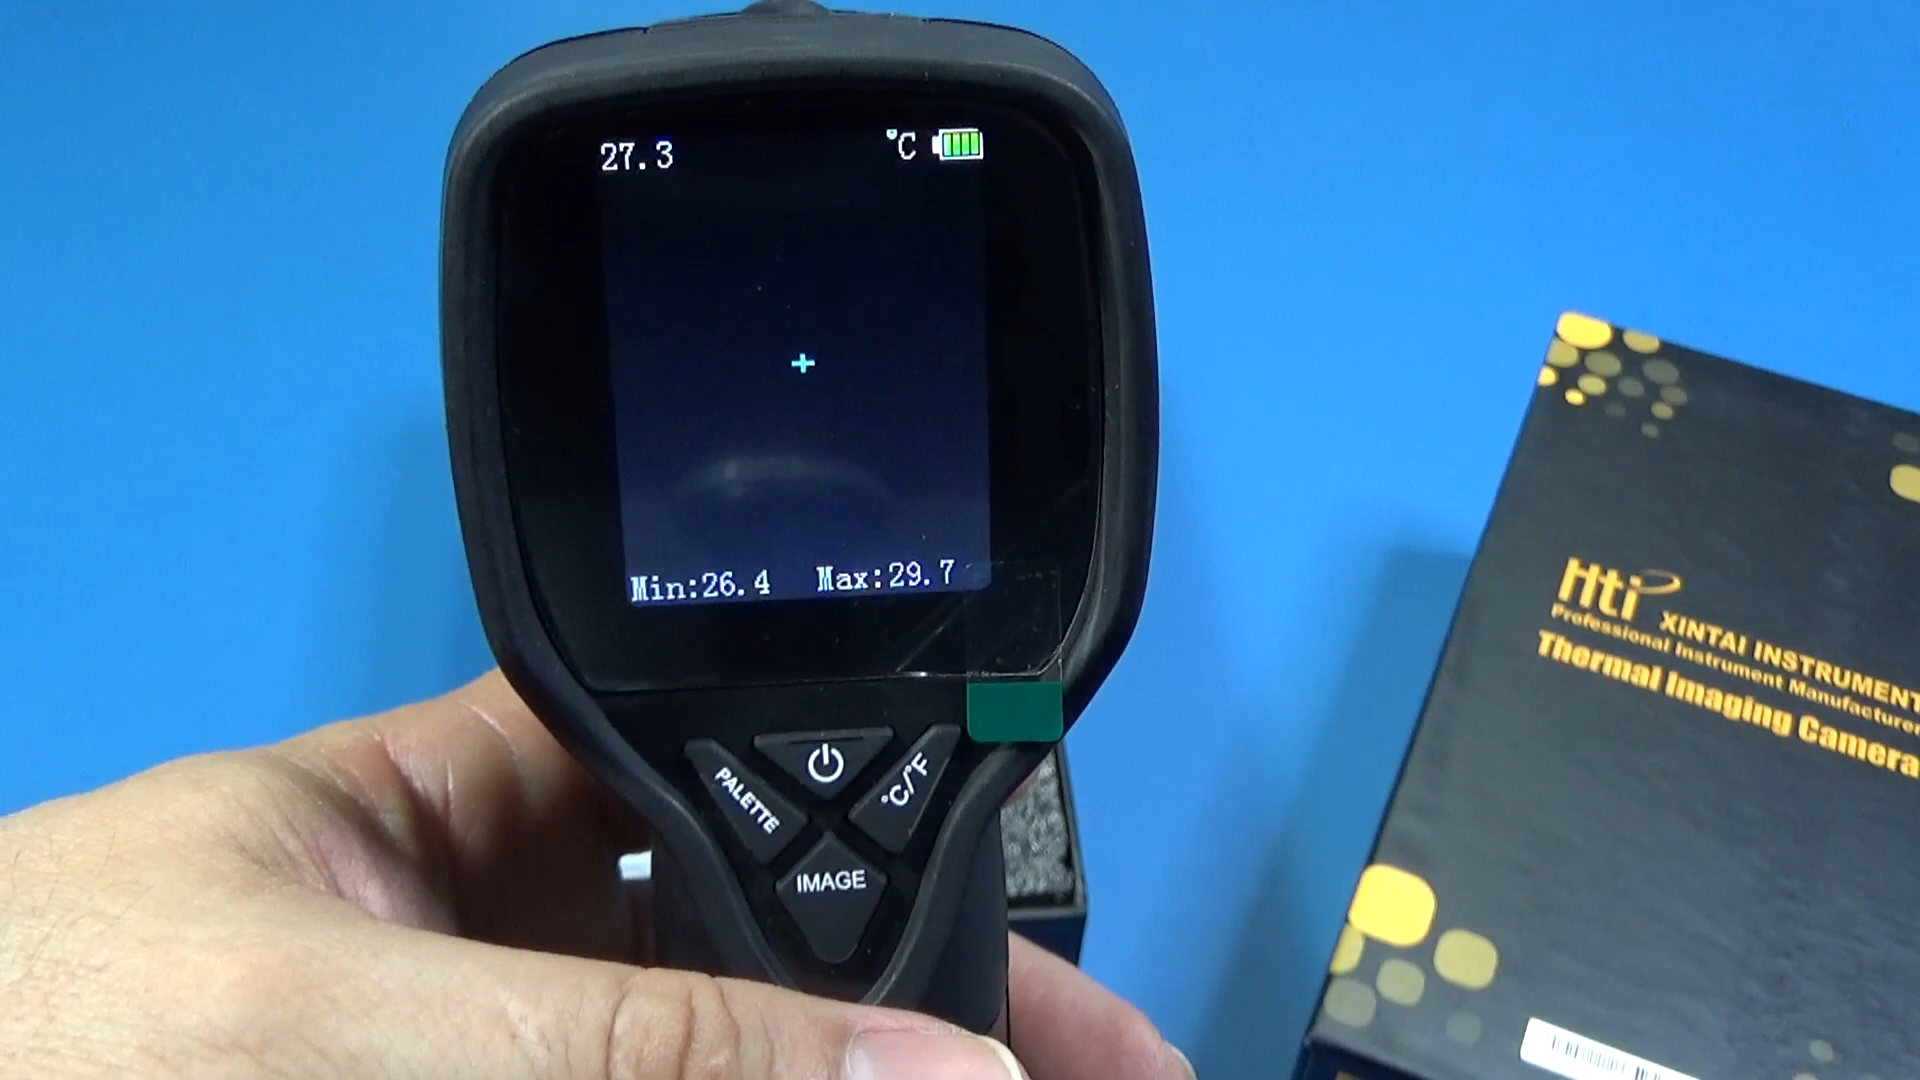 27.3 °C
Min:26.4 Max:29.7
PALETTE
°C/°F
IMAGE
Hti XINTAI INSTRUMENT
Professional Instrument Manufacturer
Thermal Imaging Camera